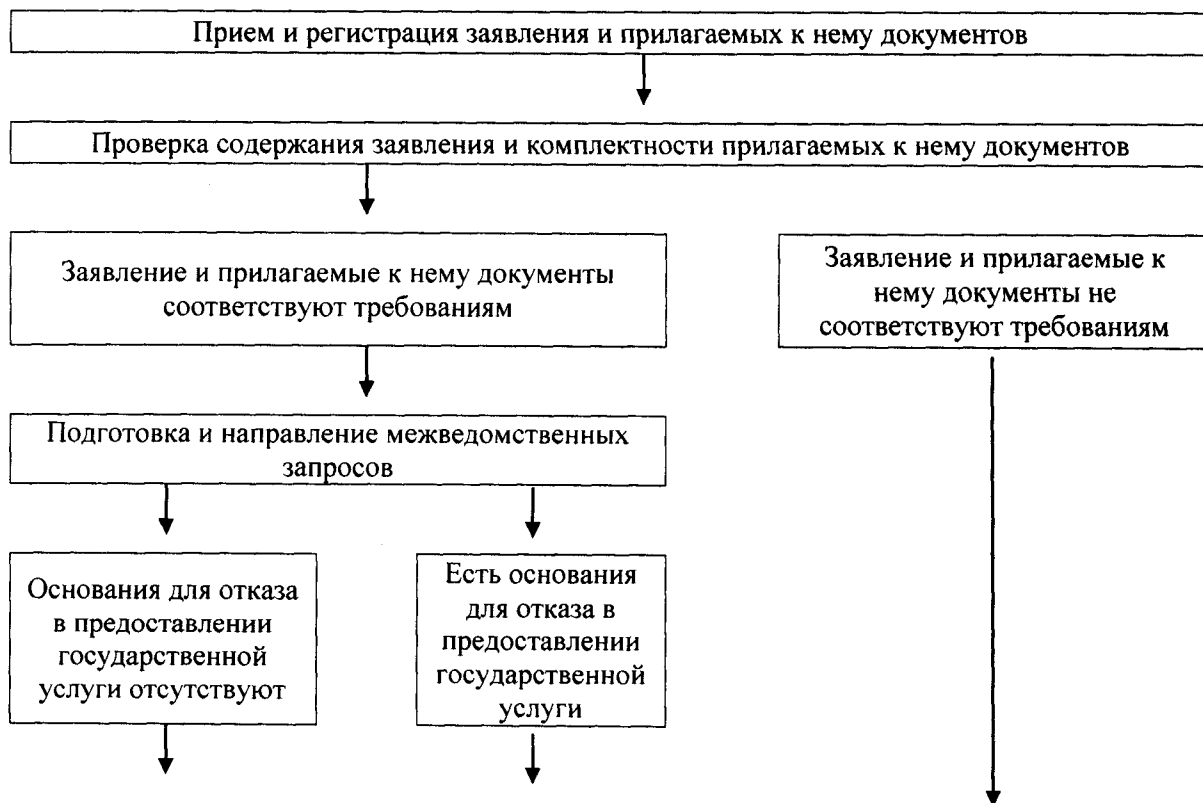 Прием и регистрация заявления и прилагаемых к нему документов
Проверка содержания заявления и комплектности прилагаемых к нему документов
Заявление и прилагаемые к нему документы
соответствуют требованиям
Заявление и прилагаемые к
нему документы не
соответствуют требованиям
Подготовка и направление межведомственных
запросов
Основания для отказа
в предоставлении
государственной
услуги отсутствуют
Есть основания
для отказа в
предоставлении
государственной
услуги